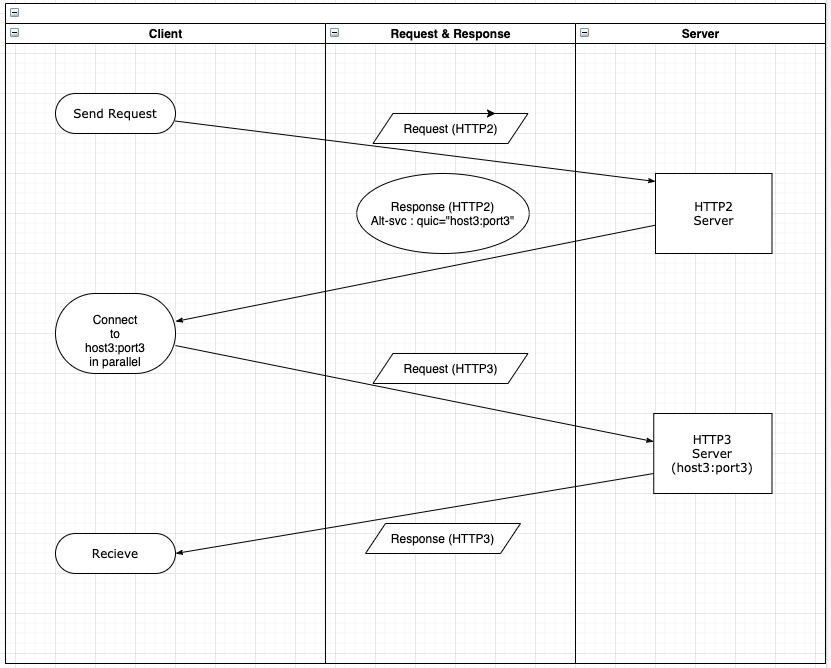 Client
Request & Response
Server
Send Request
Request (HTTP2)
HTTP2
Server
Response (HTTP2)
Alt-svc : quic="host3:port3"
Connect
to
host3:port3
in parallel
Request (HTTP3)
HTTP3
Server
(host3:port3)
Response (HTTP3)
Recieve